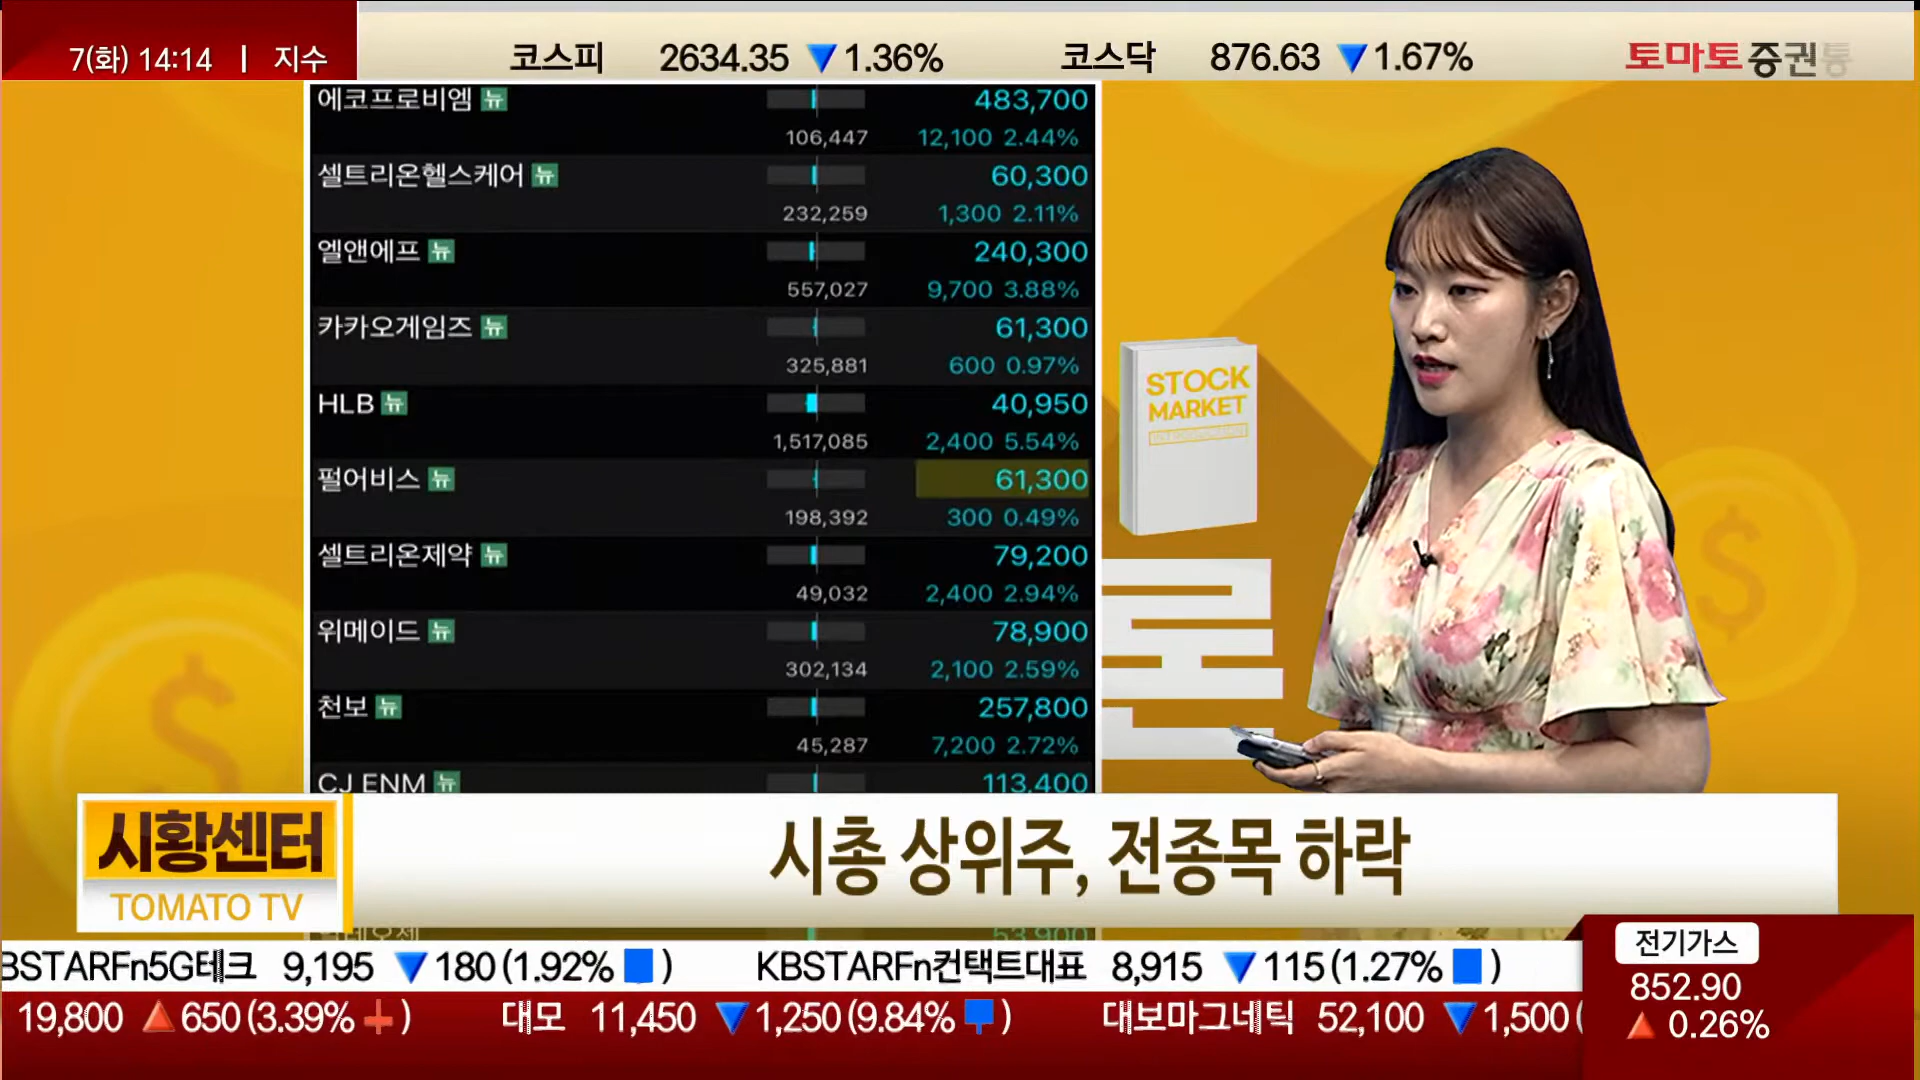 7(화) 14:14 | 지수
코스피 2634.35 ▼1.36%
코스닥 876.63 ▼1.67%
토마토증권통
에코프로비엠 뉴 483,700
106,447 12,100 2.44%
셀트리온헬스케어 뉴 60,300
232,259 1,300 2.11%
엘앤에프 뉴 240,300
557,027 9,700 3.88%
카카오게임즈 뉴 61,300
325,881 600 0.97%
HLB 뉴 40,950
1,517,085 2,400 5.54%
펄어비스 뉴 61,300
198,392 300 0.49%
셀트리온제약 뉴 79,200
49,032 2,400 2.94%
위메이드 뉴 78,900
302,134 2,100 2.59%
천보 뉴 257,800
45,287 7,200 2.72%
CJ ENM 뉴 113,400
STOCK
MARKET
론
시황센터
TOMATO TV
시총 상위주, 전종목 하락
53,900
BSTARFn5G테크 9,195 ▼180(1.92%■) KBSTARFn컨택트대표 8,915 ▼115(1.27%■)
19,800 ▲650(3.39%+) 대모 11,450 ▼1,250(9.84%) 대보마그네틱 52,100 ▼1,500(
전기가스
852.90
▲ 0.26%